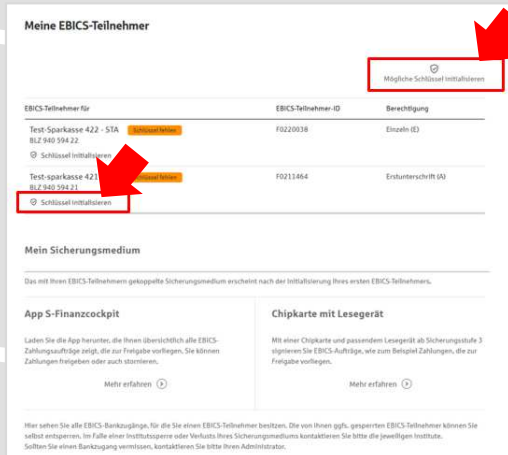 Meine EBICS-Teilnehmer
Mögliche Schlüssel initialisieren
EBICS-Teilnehmer für EBICS-Teilnehmer-ID Berechtigung
Test-Sparkasse 422 - STA Schlüssel fehlen F0220038 Einzeln (E)
BLZ 940 594 22
Schlüssel initialisieren
Test-sparkasse 421 Schlüssel fehlen F0211464 Erstunterschrift (A)
BLZ 940 594 21
Schlüssel initialisieren
Mein Sicherungsmedium
Das mit Ihren EBICS-Teilnehmern gekoppelte Sicherungsmedium erscheint nach der Initialisierung Ihres ersten EBICS-Teilnehmers.
App S-Finanzcockpit
Laden Sie die App herunter, die Ihnen übersichtlich alle EBICS-
Zahlungsaufträge zeigt, die zur Freigabe vorliegen. Sie können
Zahlungen freigeben oder auch stornieren.
Mehr erfahren
Chipkarte mit Lesegerät
Mit einer Chipkarte und passendem Lesegerät ab Sicherungsstufe 3
signieren Sie EBICS-Aufträge, wie zum Beispiel Zahlungen, die zur
Freigabe vorliegen.
Mehr erfahren
Hier sehen Sie alle EBICS-Bankzugänge, für die Sie einen EBICS-Teilnehmer besitzen. Die von Ihnen ggfs. gesperrten EBICS-Teilnehmer können Sie
selbst entsperren. Im Falle einer Institutssperre oder Verlusts Ihres Sicherungsmediums kontaktieren Sie bitte die jeweiligen Institute.
Sollten Sie einen Bankzugang vermissen, kontaktieren Sie bitte Ihren Administrator.